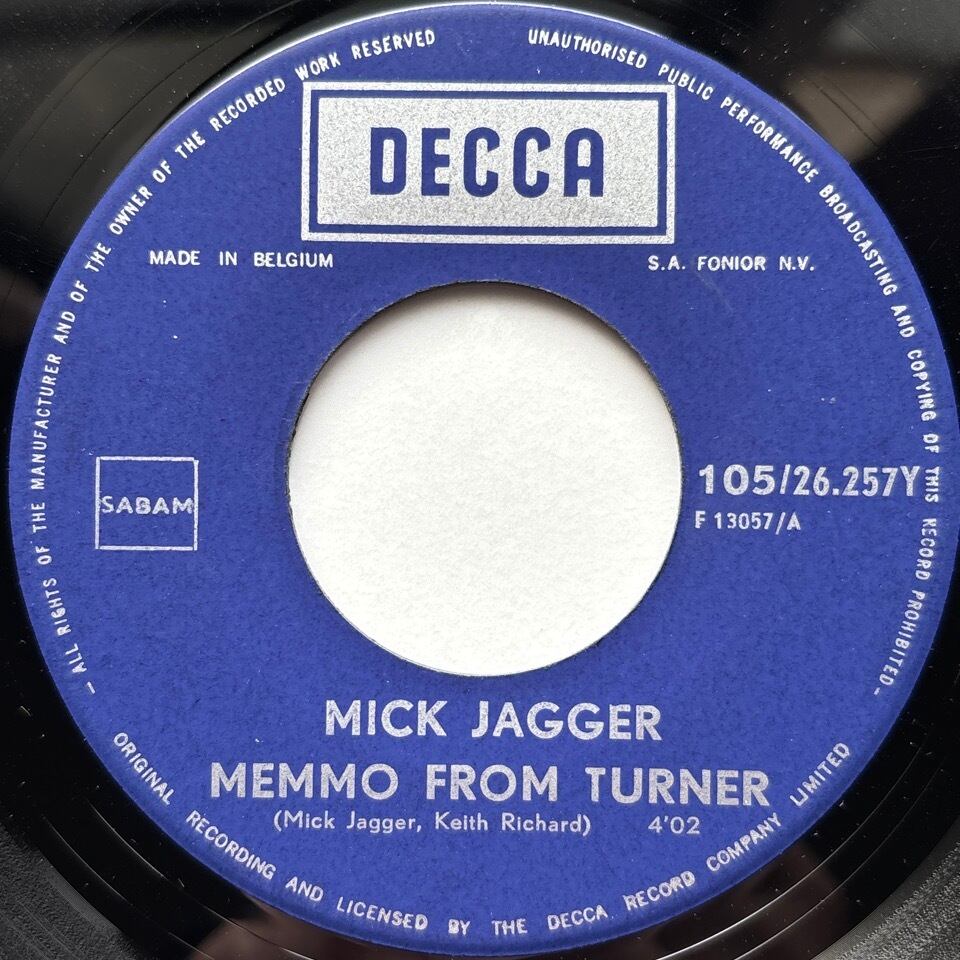 — ALL RIGHTS OF THE MANUFACTURER AND OF THE OWNER OF THE RECORDED WORK RESERVED
UNAUTHORISED PUBLIC PERFORMANCE BROADCASTING AND COPYING OF THIS RECORD PROHIBITED —
DECCA
MADE IN BELGIUM
S.A. FONIOR N.V.
SABAM
105/26.257Y
F 13057/A
MICK JAGGER
MEMMO FROM TURNER
(Mick Jagger, Keith Richard) 4'02
ORIGINAL RECORDING AND LICENSED BY THE DECCA RECORD COMPANY LIMITED